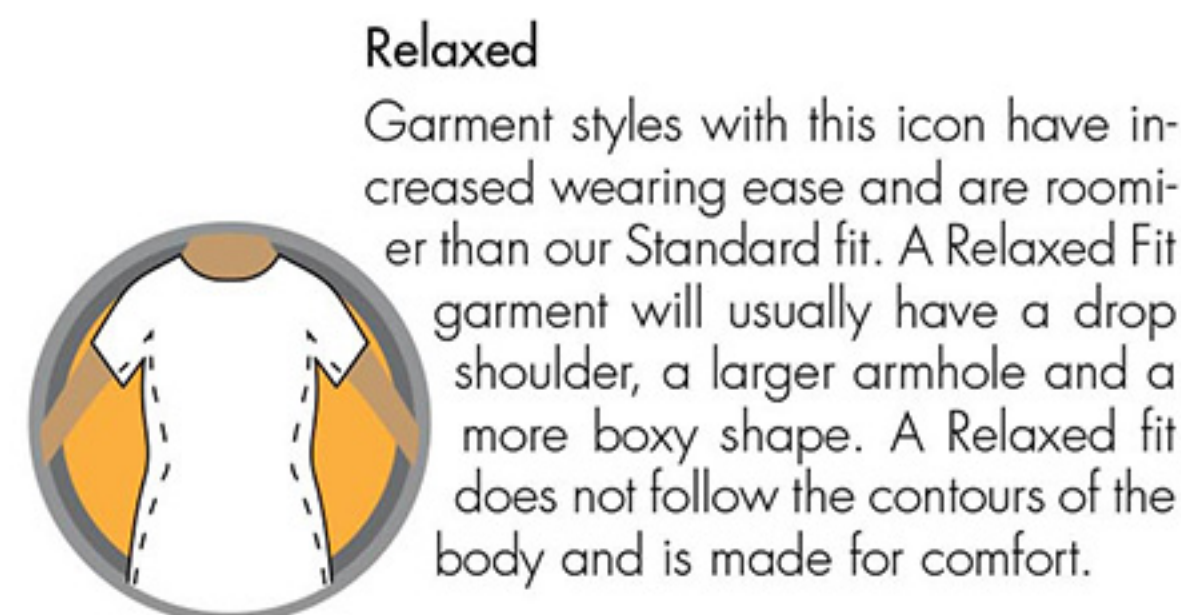 Relaxed
Garment styles with this icon have in-
creased wearing ease and are roomi-
er than our Standard fit. A Relaxed Fit
garment will usually have a drop
shoulder, a larger armhole and a
more boxy shape. A Relaxed fit
does not follow the contours of the
body and is made for comfort.